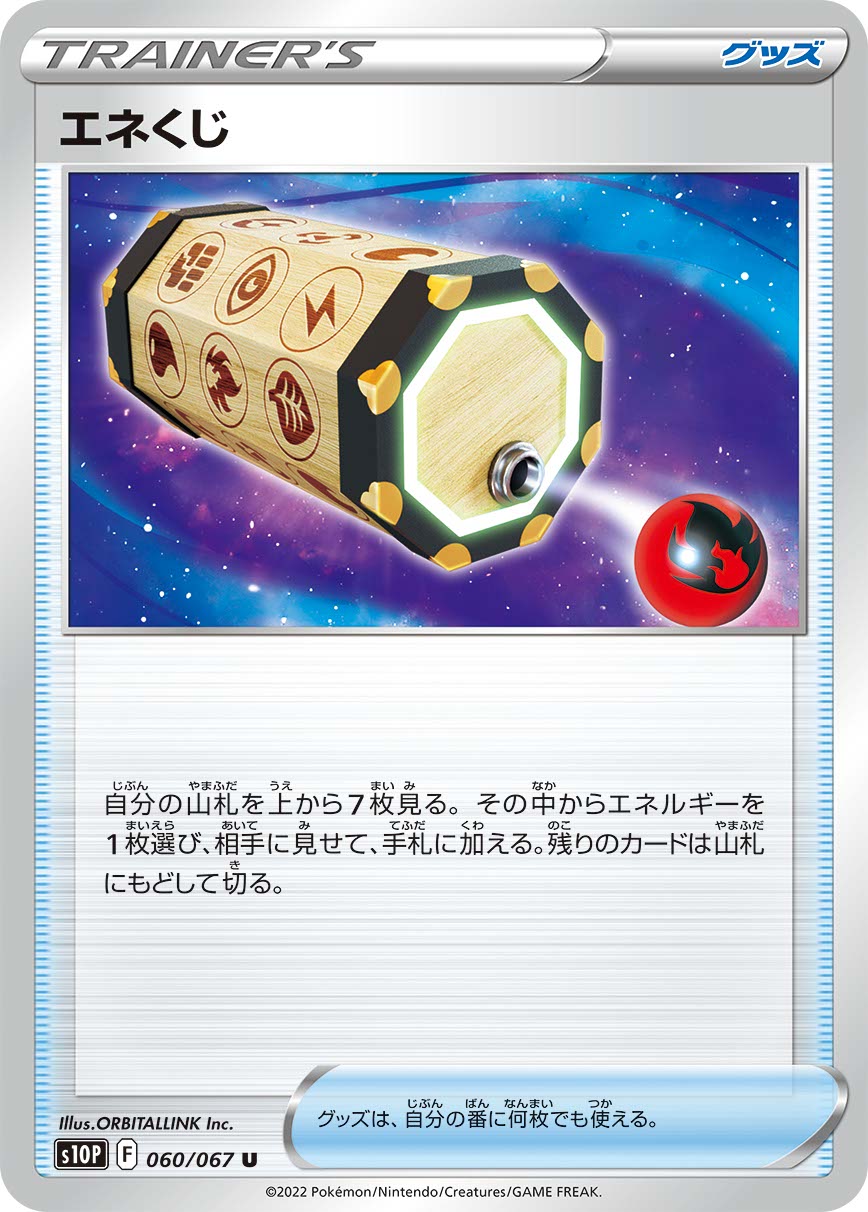 TRAINER'S グッズ
エネくじ
自分の山札を上から7枚見る。その中からエネルギーを
1枚選び、相手に見せて、手札に加える。残りのカードは山札
にもどして切る。
Illus.ORBITALLINK Inc.
グッズは、自分の番に何枚でも使える。
s10P F 060/067 U
©2022 Pokémon/Nintendo/Creatures/GAME FREAK.